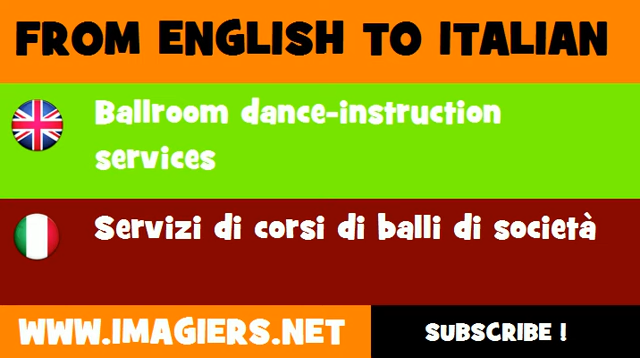 FROM ENGLISH TO ITALIAN
Ballroom dance-instruction
services
Servizi di corsi di balli di società
WWW.IMAGIERS.NET
SUBSCRIBE !